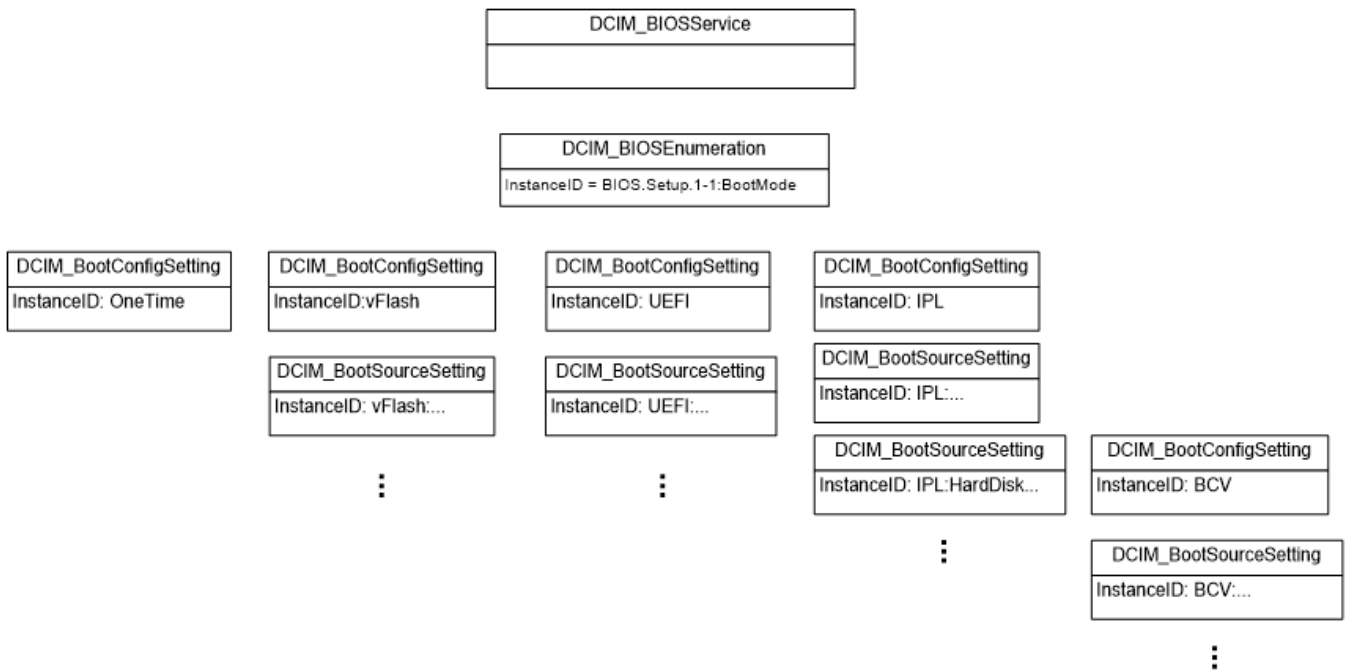 DCIM_BIOSService
DCIM_BIOSEnumeration
InstanceID = BIOS.Setup.1-1:BootMode
DCIM_BootConfigSetting
InstanceID: OneTime
DCIM_BootConfigSetting
InstanceID:vFlash
DCIM_BootConfigSetting
InstanceID: UEFI
DCIM_BootConfigSetting
InstanceID: IPL
DCIM_BootSourceSetting
InstanceID: vFlash:...
DCIM_BootSourceSetting
InstanceID: UEFI:...
DCIM_BootSourceSetting
InstanceID: IPL:...
DCIM_BootSourceSetting
InstanceID: IPL:HardDisk...
DCIM_BootConfigSetting
InstanceID: BCV
DCIM_BootSourceSetting
InstanceID: BCV:...